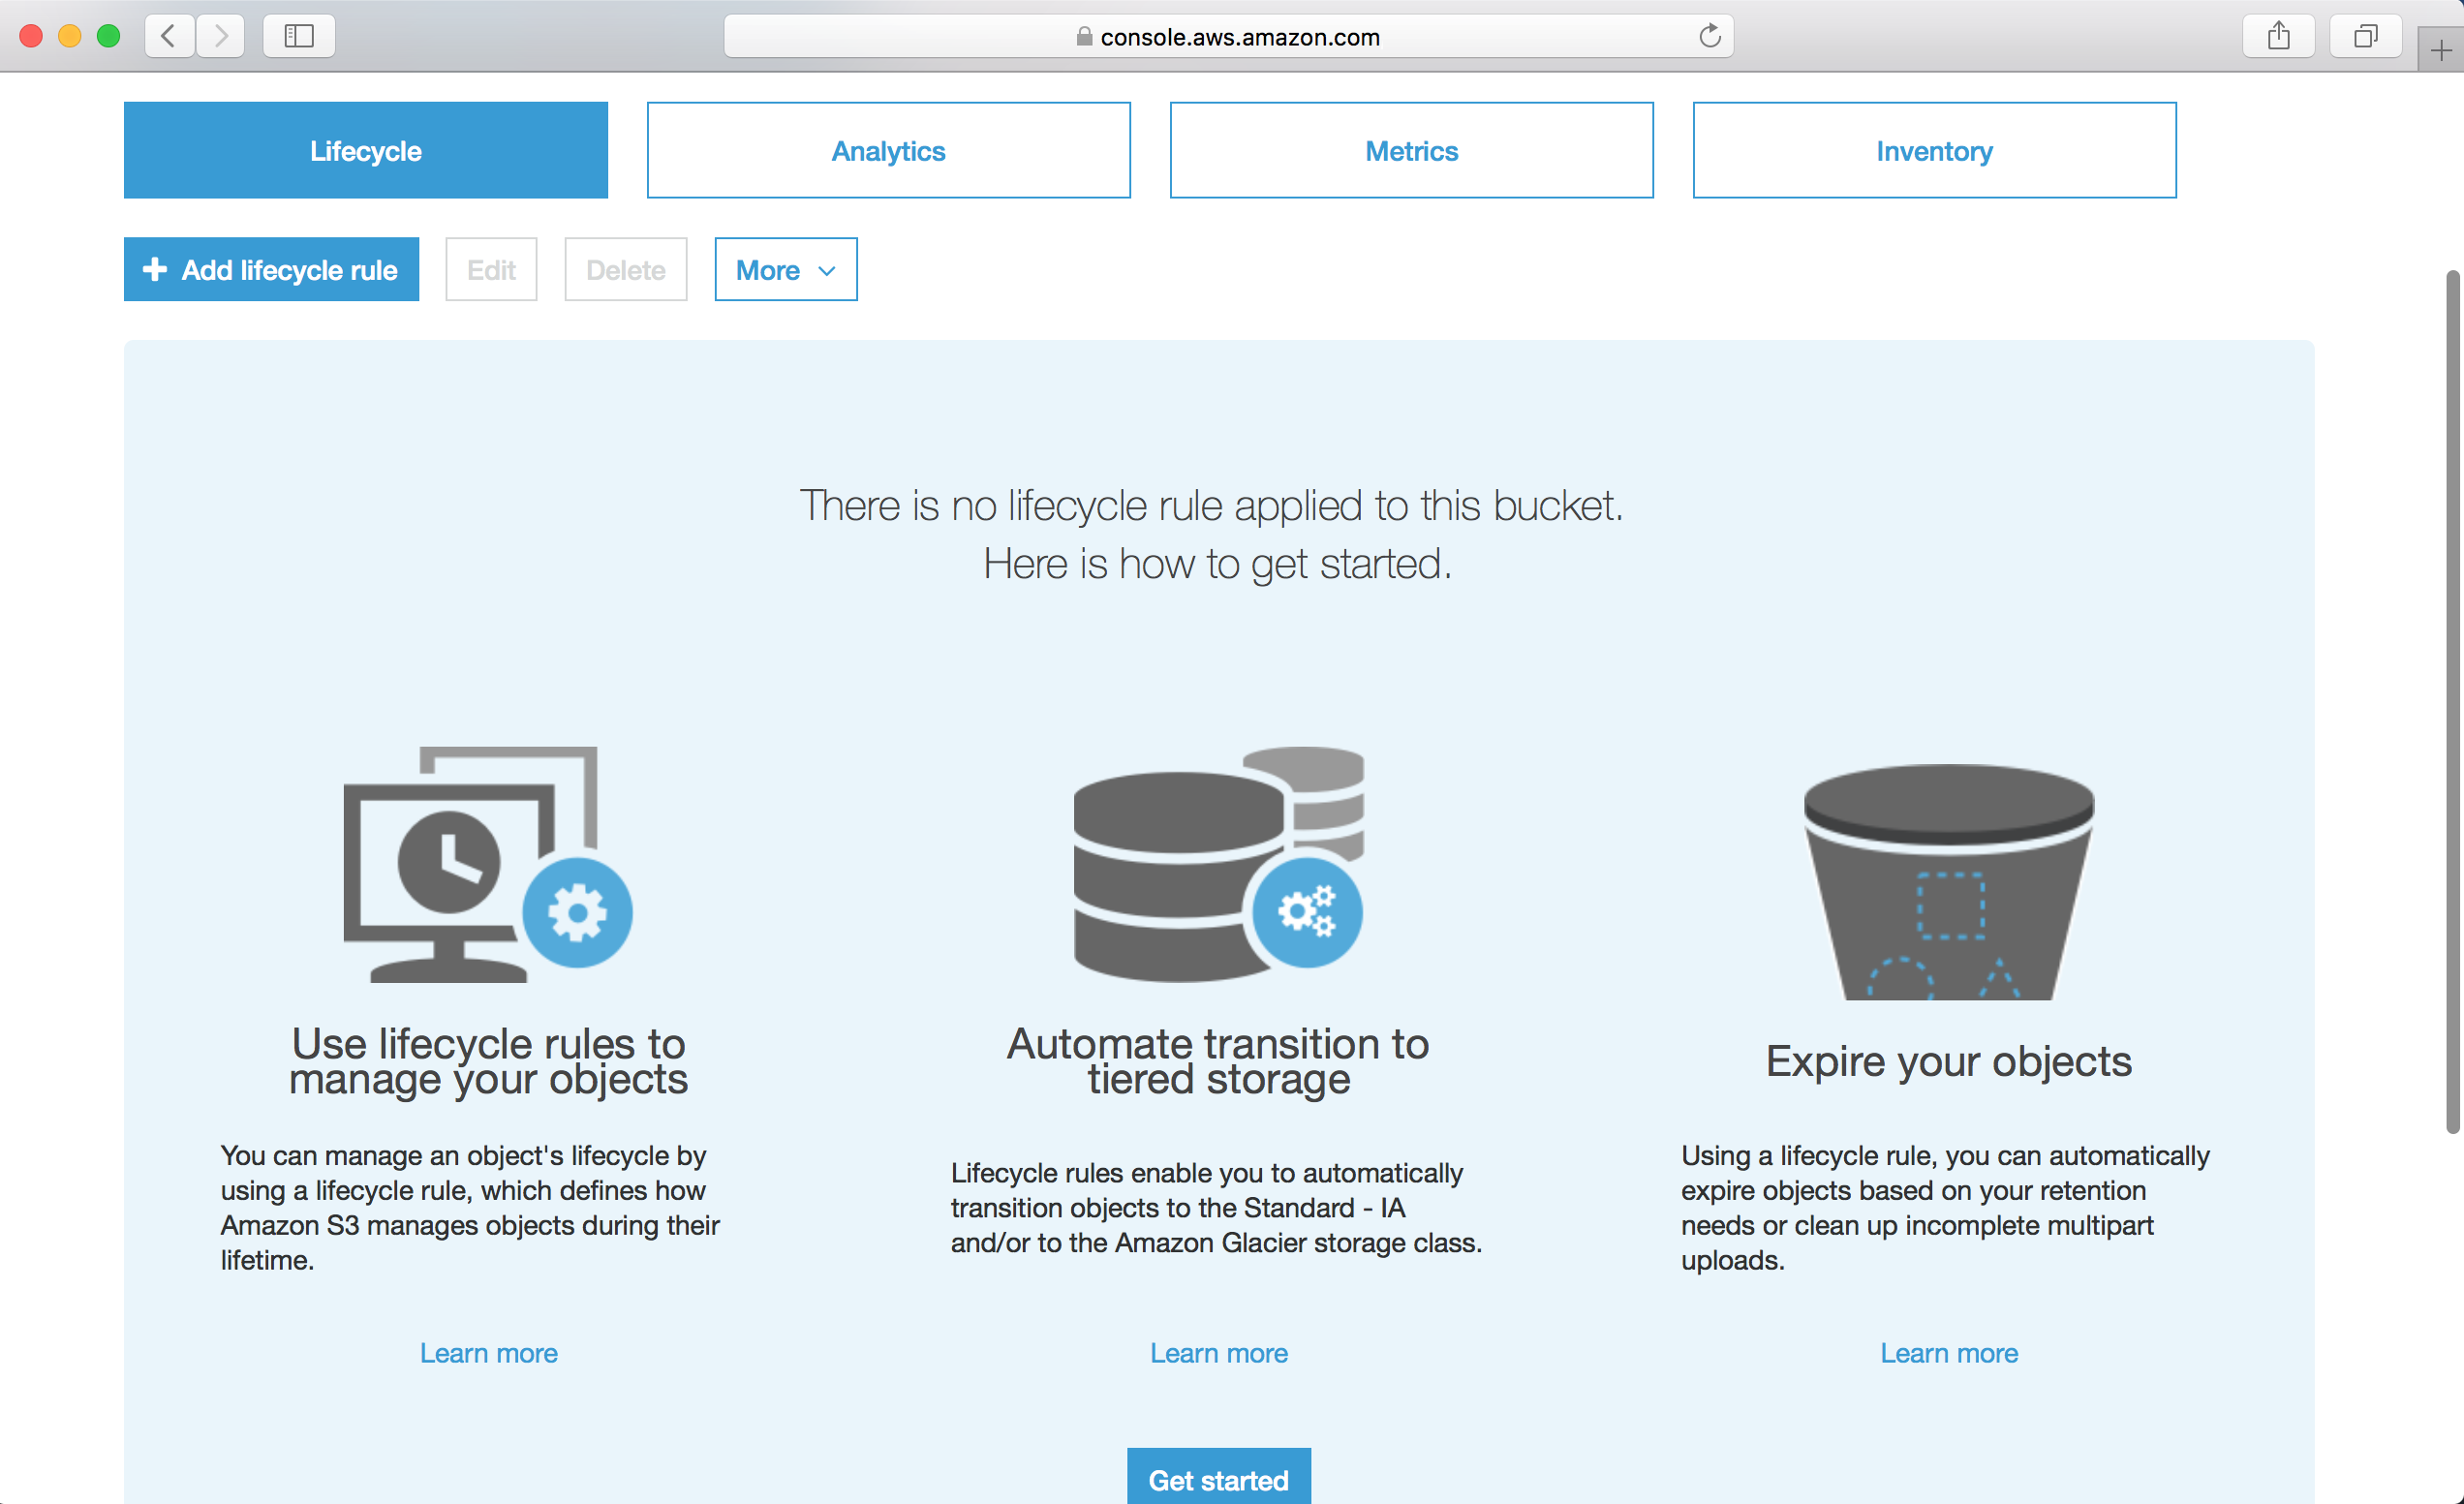 console.aws.amazon.com
Lifecycle
Analytics
Metrics
Inventory
Add lifecycle rule
Edit
Delete
More
There is no lifecycle rule applied to this bucket.
Here is how to get started.
Use lifecycle rules to
manage your objects
You can manage an object's lifecycle by
using a lifecycle rule, which defines how
Amazon S3 manages objects during their
lifetime.
Learn more
Automate transition to
tiered storage
Lifecycle rules enable you to automatically
transition objects to the Standard - IA
and/or to the Amazon Glacier storage class.
Learn more
Expire your objects
Using a lifecycle rule, you can automatically
expire objects based on your retention
needs or clean up incomplete multipart
uploads.
Learn more
Get started